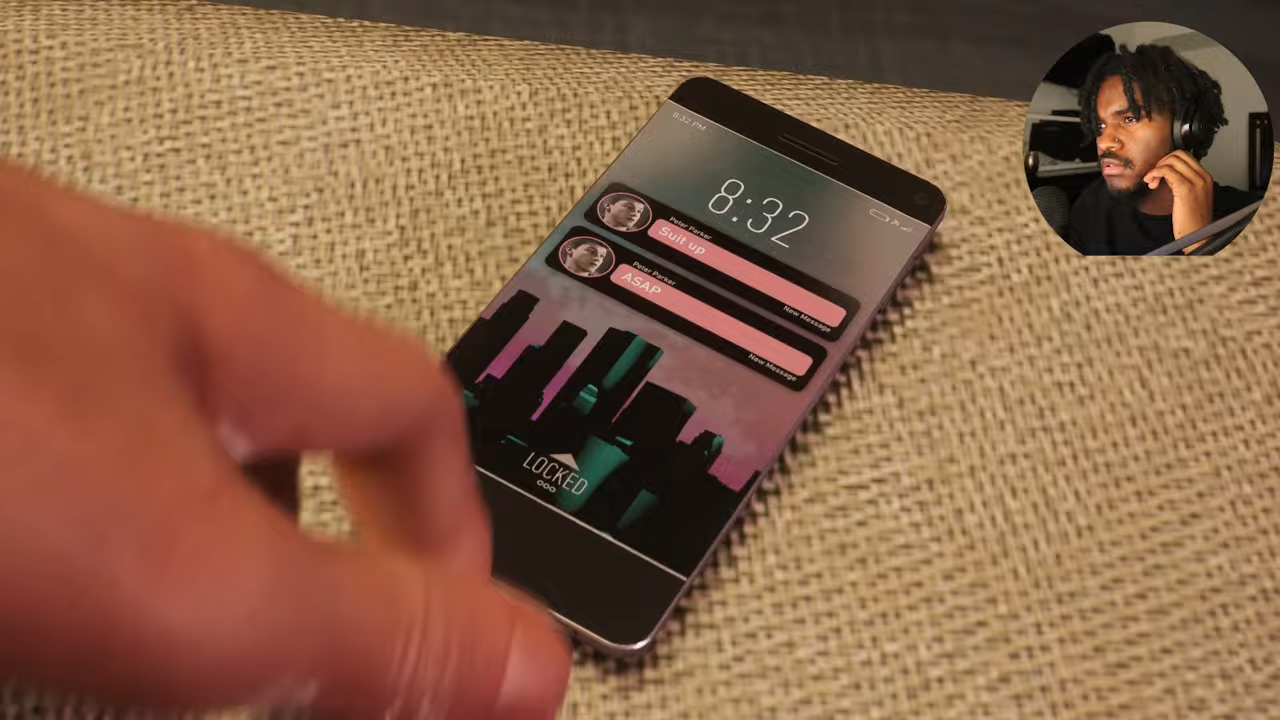 8:32 PM
8:32
Peter Parker
Suit up
New Message
Peter Parker
ASAP
New Message
LOCKED